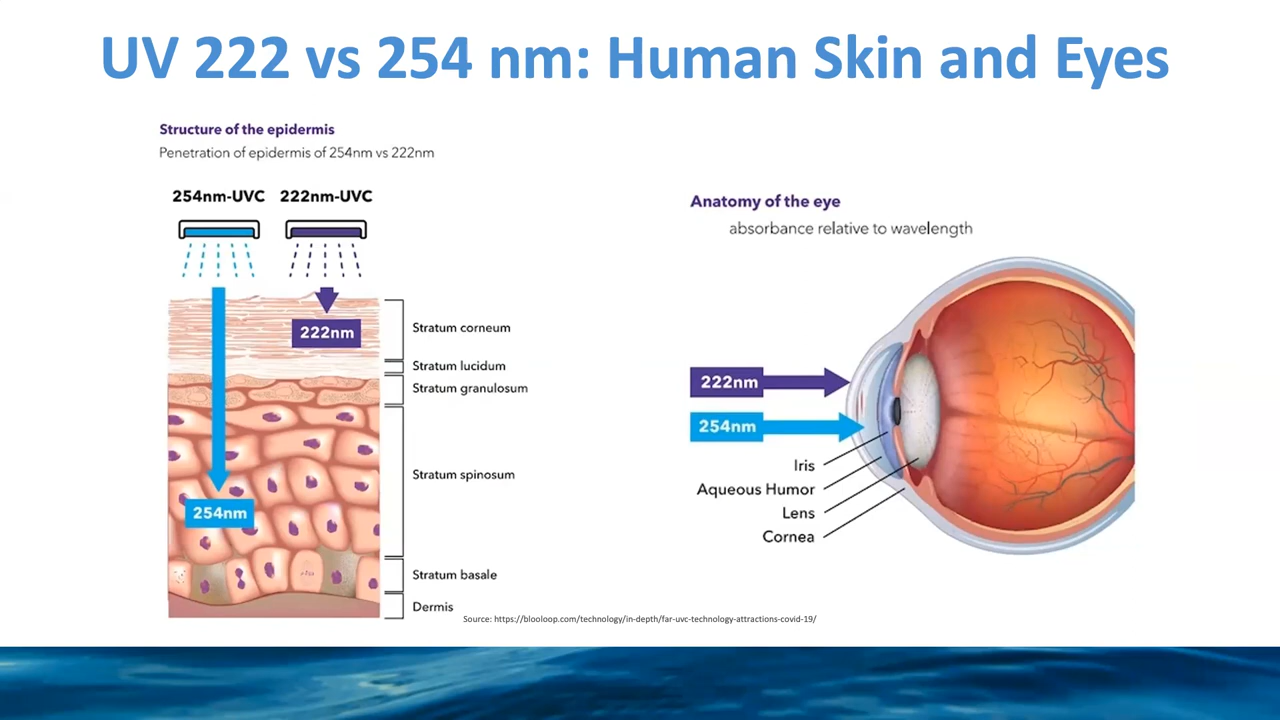 UV 222 vs 254 nm: Human Skin and Eyes
Structure of the epidermis
Penetration of epidermis of 254nm vs 222nm
254nm-UVC
222nm-UVC
222nm
254nm
Stratum corneum
Stratum lucidum
Stratum granulosum
Stratum spinosum
Stratum basale
Dermis
Anatomy of the eye
absorbance relative to wavelength
222nm
254nm
Iris
Aqueous Humor
Lens
Cornea
Source: https://blooloop.com/technology/in-depth/far-uvc-technology-attractions-covid-19/